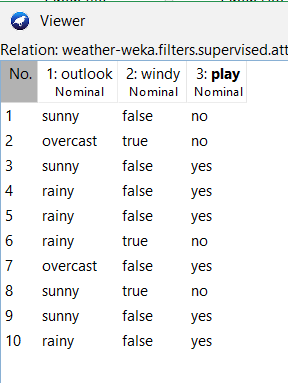 Viewer
Relation: weather-weka.filters.supervised.att
No. 1: outlook 2: windy 3: play
Nominal Nominal Nominal
1 sunny false no
2 overcast true no
3 sunny false yes
4 rainy false yes
5 rainy false yes
6 rainy true no
7 overcast false yes
8 sunny true no
9 sunny false yes
10 rainy false yes